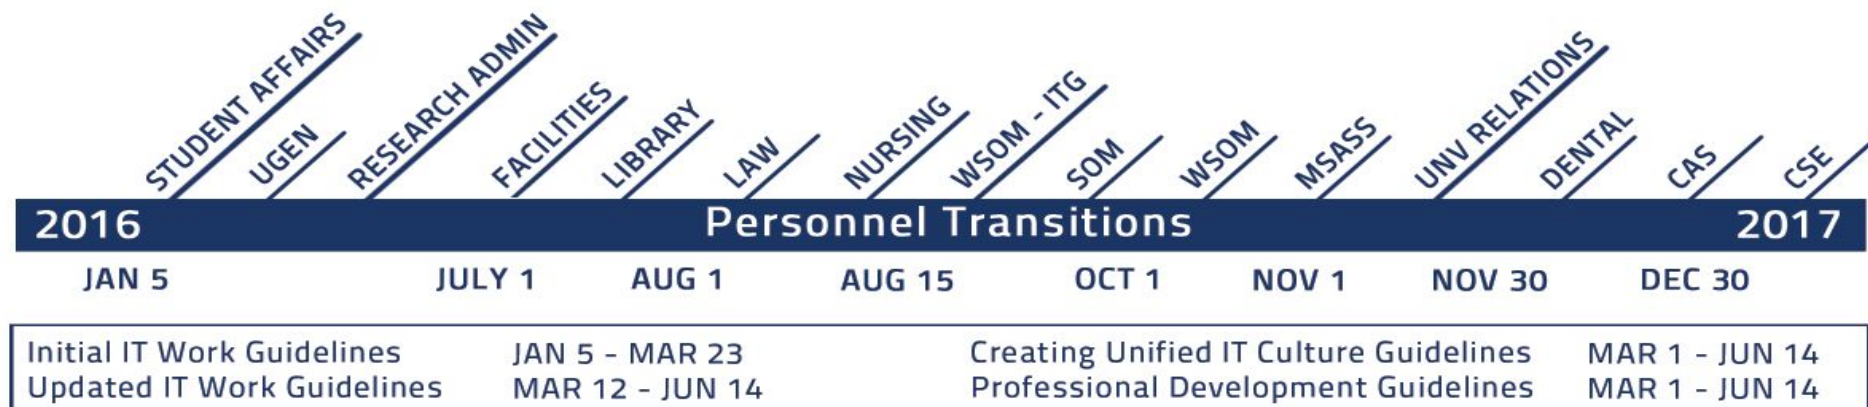 STUDENT AFFAIRS
UGEN
RESEARCH ADMIN
FACILITIES
LIBRARY
LAW
NURSING
WSOM - ITG
SOM
WSOM
MSASS
UNV RELATIONS
DENTAL
CAS
CSE
2016 Personnel Transitions 2017
JAN 5 JULY 1 AUG 1 AUG 15 OCT 1 NOV 1 NOV 30 DEC 30
Initial IT Work Guidelines JAN 5 - MAR 23 Creating Unified IT Culture Guidelines MAR 1 - JUN 14
Updated IT Work Guidelines MAR 12 - JUN 14 Professional Development Guidelines MAR 1 - JUN 14